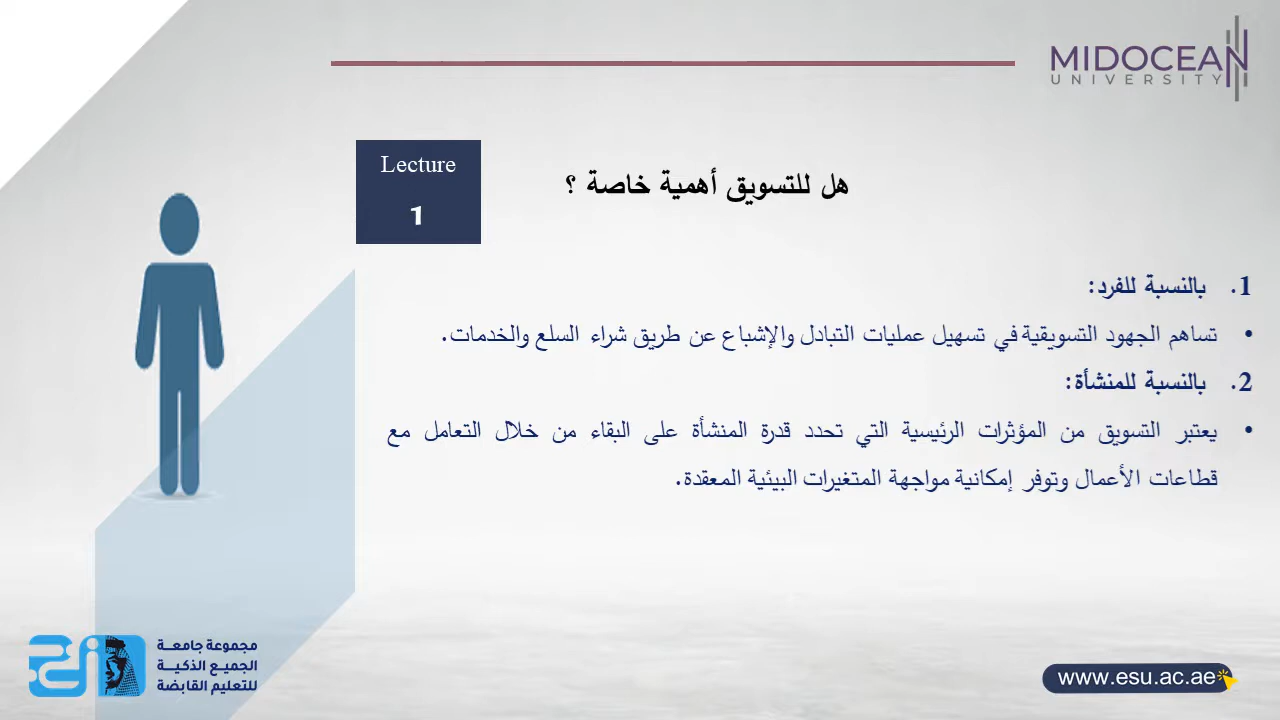 MIDOCEAN
UNIVERSITY
Lecture
1
هل للتسويق أهمية خاصة ؟
1. بالنسبة للفرد:
• تساهم الجهود التسويقية في تسهيل عمليات التبادل والإشباع عن طريق شراء السلع والخدمات.
2. بالنسبة للمنشأة:
• يعتبر التسويق من المؤثرات الرئيسية التي تحدد قدرة المنشأة على البقاء من خلال التعامل مع
قطاعات الأعمال وتوفر إمكانية مواجهة المتغيرات البيئية المعقدة.
مجموعة جامعة
الجميع الذكية
للتعليم القابضة
www.esu.ac.ae